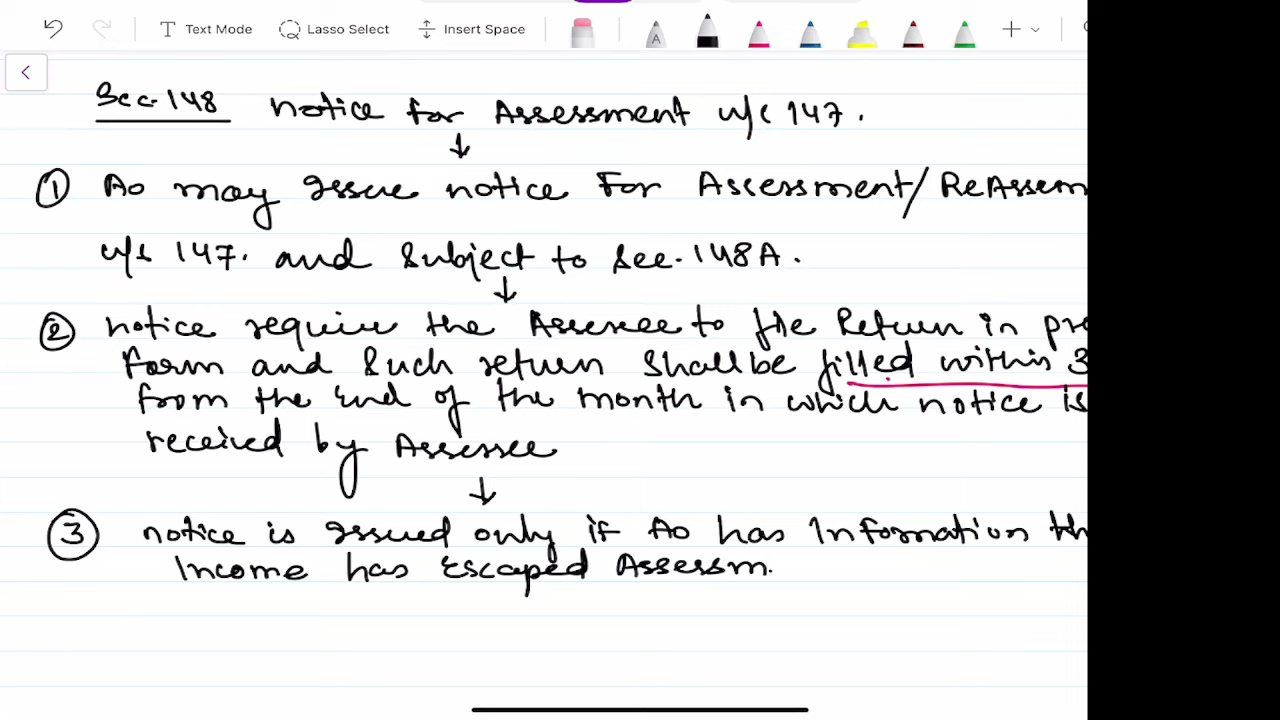 Text Mode Lasso Select Insert Space
A
Sec. 148 Notice for Assessment u/s 147.
① Ao may Issue notice For Assessment/ReAssem
u/s 147. and Subject to Sec. 148A.
② notice require the Assessee to file Return in pre
form and Such return Shall be filled within 3
from the End of the month in which notice is
received by Assessee
③ notice is Issued only if Ao has Information th
Income has Escaped Assessm.